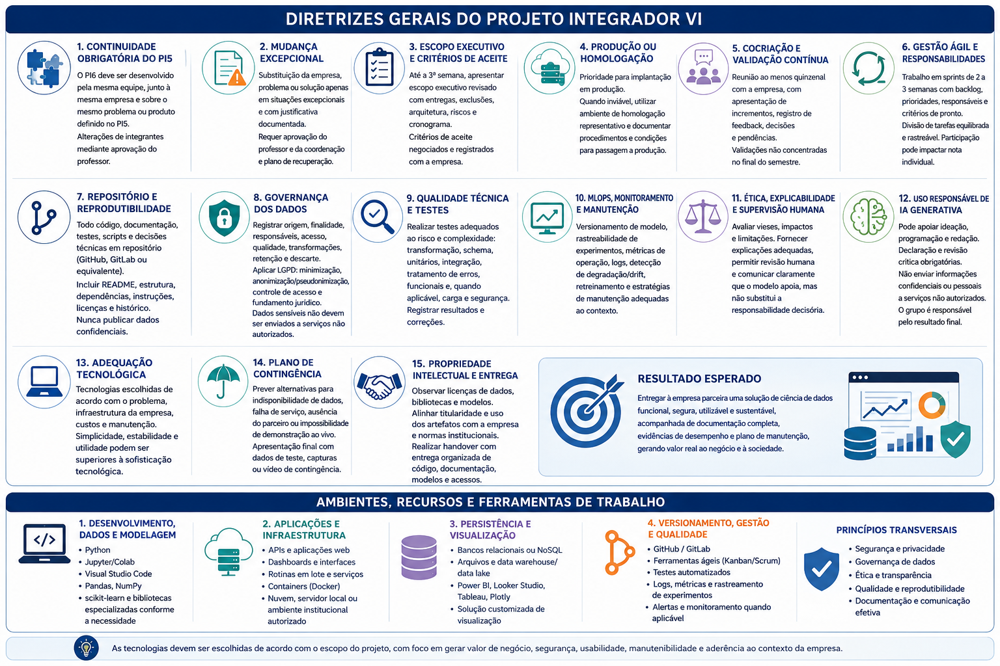 DIRETRIZES GERAIS DO PROJETO INTEGRADOR VI
1. CONTINUIDADE
OBRIGATÓRIA DO PI5
O PI6 deve ser desenvolvido
pela mesma equipe, junto à
mesma empresa e sobre o
mesmo problema ou produto
definido no PI5.
Alterações de integrantes
mediante aprovação do
professor.
2. MUDANÇA
EXCEPCIONAL
Substituição da empresa,
problema ou solução apenas
em situações excepcionais
e com justificativa
documentada.
Requer aprovação do
professor e da coordenação
e plano de recuperação.
3. ESCOPO EXECUTIVO
E CRITÉRIOS DE ACEITE
Até a 3ª semana, apresentar
escopo executivo revisado
com entregas, exclusões,
arquitetura, riscos e
cronograma.
Critérios de aceite
negociados e registrados
com a empresa.
4. PRODUÇÃO OU
HOMOLOGAÇÃO
Prioridade para implantação
em produção.
Quando inviável, utilizar
ambiente de homologação
representativo e documentar
procedimentos e condições
para passagem a produção.
5. COCRIAÇÃO E
VALIDAÇÃO CONTÍNUA
Reunião ao menos quinzenal
com a empresa, com
apresentação de
incrementos, registro de
feedback, decisões
e pendências.
Validações não concentradas
no final do semestre.
6. GESTÃO ÁGIL E
RESPONSABILIDADES
Trabalho em sprints de 2 a
3 semanas com backlog,
prioridades, responsáveis e
critérios de pronto.
Divisão de tarefas equilibrada
e rastreável. Participação
pode impactar nota
individual.
7. REPOSITÓRIO E
REPRODUTIBILIDADE
Todo código, documentação,
testes, scripts e decisões
técnicas em repositório
(GitHub, GitLab ou
equivalente).
Incluir README, estrutura,
dependências, instruções,
licenças e histórico.
Nunca publicar dados
confidenciais.
8. GOVERNANÇA
DOS DADOS
Registrar origem, finalidade,
responsáveis, acesso,
qualidade, transformações,
retenção e descarte.
Aplicar LGPD: minimização,
anonimização/pseudonimização,
controle de acesso e
fundamento jurídico.
Dados sensíveis não devem
ser enviados a serviços não
autorizados.
9. QUALIDADE TÉCNICA
E TESTES
Realizar testes adequados
ao risco e complexidade:
transformação, schema,
unitários, integração,
tratamento de erros,
funcionais e, quando
aplicável, carga e segurança.
Registrar resultados e
correções.
10. MLOPS, MONITORAMENTO
E MANUTENÇÃO
Versionamento de modelo,
rastreabilidade de
experimentos, métricas de
operação, logs, detecção
de degradação/drift,
retreinamento e estratégias
de manutenção adequadas
ao contexto.
11. ÉTICA, EXPLICABILIDADE
E SUPERVISÃO HUMANA
Avaliar vieses, impactos
e limitações. Fornecer
explicações adequadas,
permitir revisão humana
e comunicar claramente
que o modelo apoia, mas
não substitui a
responsabilidade decisória.
12. USO RESPONSÁVEL DE
IA GENERATIVA
Pode apoiar ideação,
programação e redação.
Declaração e revisão
crítica obrigatórias.
Não enviar informações
confidenciais ou pessoais
a serviços não autorizados.
O grupo é responsável
pelo resultado final.
13. ADEQUAÇÃO
TECNOLÓGICA
Tecnologias escolhidas de
acordo com o problema,
infraestrutura da empresa,
custos e manutenção.
Simplicidade, estabilidade e
utilidade podem ser
superiores à sofisticação
tecnológica.
14. PLANO DE
CONTINGÊNCIA
Prever alternativas para
indisponibilidade de dados,
falha de serviço, ausência
do parceiro ou impossibilidade
de demonstração ao vivo.
Apresentação final com
dados de teste, capturas
ou vídeo de contingência.
15. PROPRIEDADE
INTELECTUAL E ENTREGA
Observar licenças de dados,
bibliotecas e modelos.
Alinhar titularidade e uso
dos artefatos com a empresa
e normas institucionais.
Realizar handover com
entrega organizada de
código, documentação,
modelos e acessos.
RESULTADO ESPERADO
Entregar à empresa parceira uma solução de ciência de dados
funcional, segura, utilizável e sustentável,
acompanhada de documentação completa,
evidências de desempenho e plano de manutenção,
gerando valor real ao negócio e à sociedade.
AMBIENTES, RECURSOS E FERRAMENTAS DE TRABALHO
1. DESENVOLVIMENTO,
DADOS E MODELAGEM
• Python
• Jupyter/Colab
• Visual Studio Code
• Pandas, NumPy
• scikit-learn e bibliotecas
especializadas conforme
a necessidade
2. APLICAÇÕES E
INFRAESTRUTURA
• APIs e aplicações web
• Dashboards e interfaces
• Rotinas em lote e serviços
• Containers (Docker)
• Nuvem, servidor local ou
ambiente institucional
autorizado
3. PERSISTÊNCIA E
VISUALIZAÇÃO
• Bancos relacionais ou NoSQL
• Arquivos e data warehouse/
data lake
• Power BI, Looker Studio,
Tableau, Plotly
• Solução customizada de
visualização
4. VERSIONAMENTO, GESTÃO
E QUALIDADE
• GitHub / GitLab
• Ferramentas ágeis (Kanban/Scrum)
• Testes automatizados
• Logs, métricas e rastreamento
de experimentos
• Alertas e monitoramento quando
aplicável
PRINCÍPIOS TRANSVERSAIS
• Segurança e privacidade
• Governança de dados
• Ética e transparência
• Qualidade e reprodutibilidade
• Documentação e comunicação
efetiva
As tecnologias devem ser escolhidas de acordo com o escopo do projeto, com foco em gerar valor de negócio, segurança, usabilidade, manutenibilidade e aderência ao contexto da empresa.